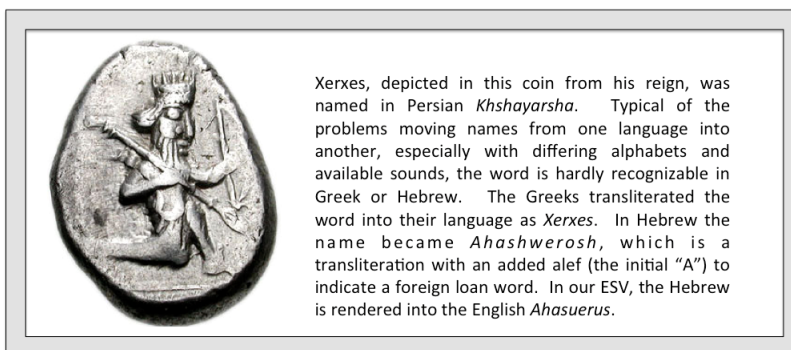 Xerxes, depicted in this coin from his reign, was
named in Persian Khshayarsha. Typical of the
problems moving names from one language into
another, especially with differing alphabets and
available sounds, the word is hardly recognizable in
Greek or Hebrew. The Greeks transliterated the
word into their language as Xerxes. In Hebrew the
name became Ahashwerosh, which is a
transliteration with an added alef (the initial “A”) to
indicate a foreign loan word. In our ESV, the Hebrew
is rendered into the English Ahasuerus.